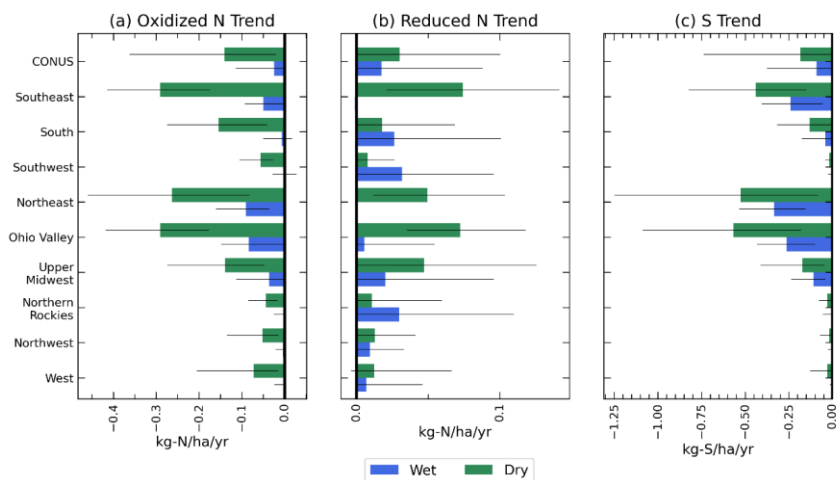 (a) Oxidized N Trend
(b) Reduced N Trend
(c) S Trend
CONUS
Southeast
South
Southwest
Northeast
Ohio Valley
Upper
Midwest
Northern
Rockies
Northwest
West
−0.4
−0.3
−0.2
−0.1
0.0
kg-N/ha/yr
0.0
0.1
kg-N/ha/yr
−1.25
−1.00
−0.75
−0.50
−0.25
0.00
kg-S/ha/yr
Wet
Dry